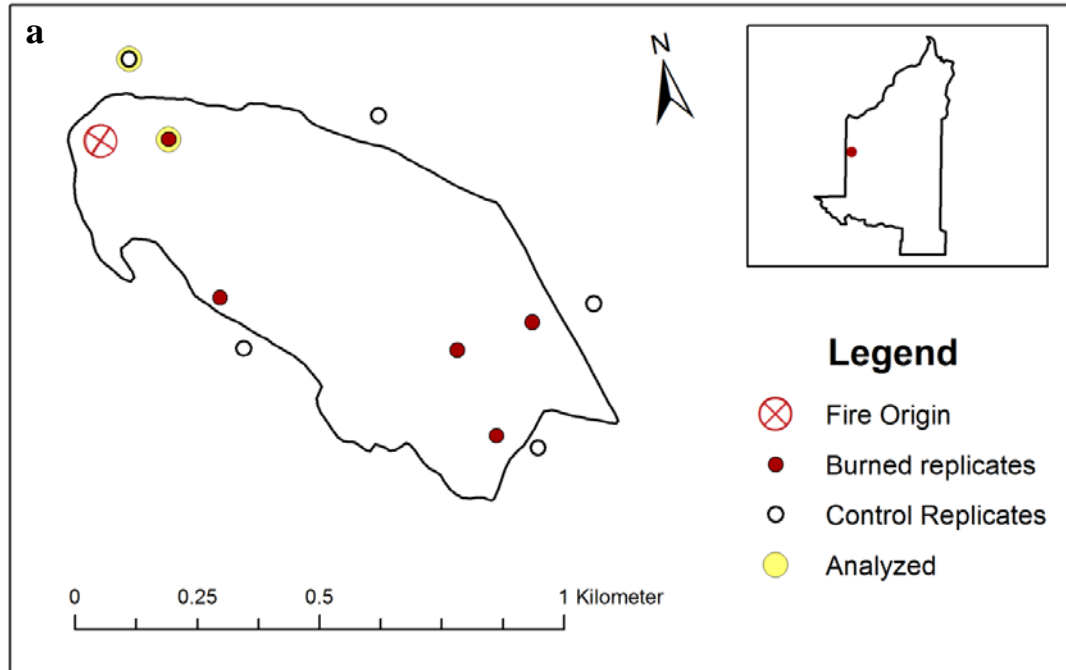 a
N
Legend
Fire Origin
Burned replicates
Control Replicates
Analyzed
0 0.25 0.5 1 Kilometer